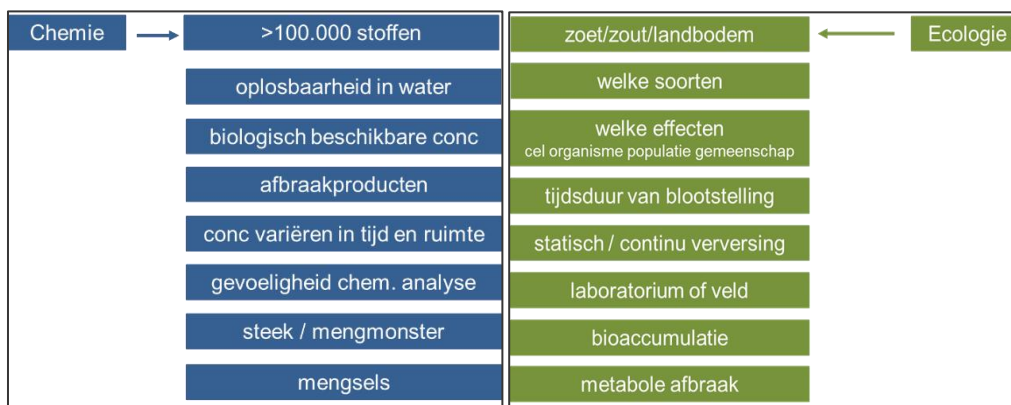 Chemie
>100.000 stoffen
oplosbaarheid in water
biologisch beschikbare conc
afbraakproducten
conc variëren in tijd en ruimte
gevoeligheid chem. analyse
steek / mengmonster
mengsels
zoet/zout/landbodem
Ecologie
welke soorten
welke effecten
cel organisme populatie gemeenschap
tijdsduur van blootstelling
statisch / continu verversing
laboratorium of veld
bioaccumulatie
metabole afbraak